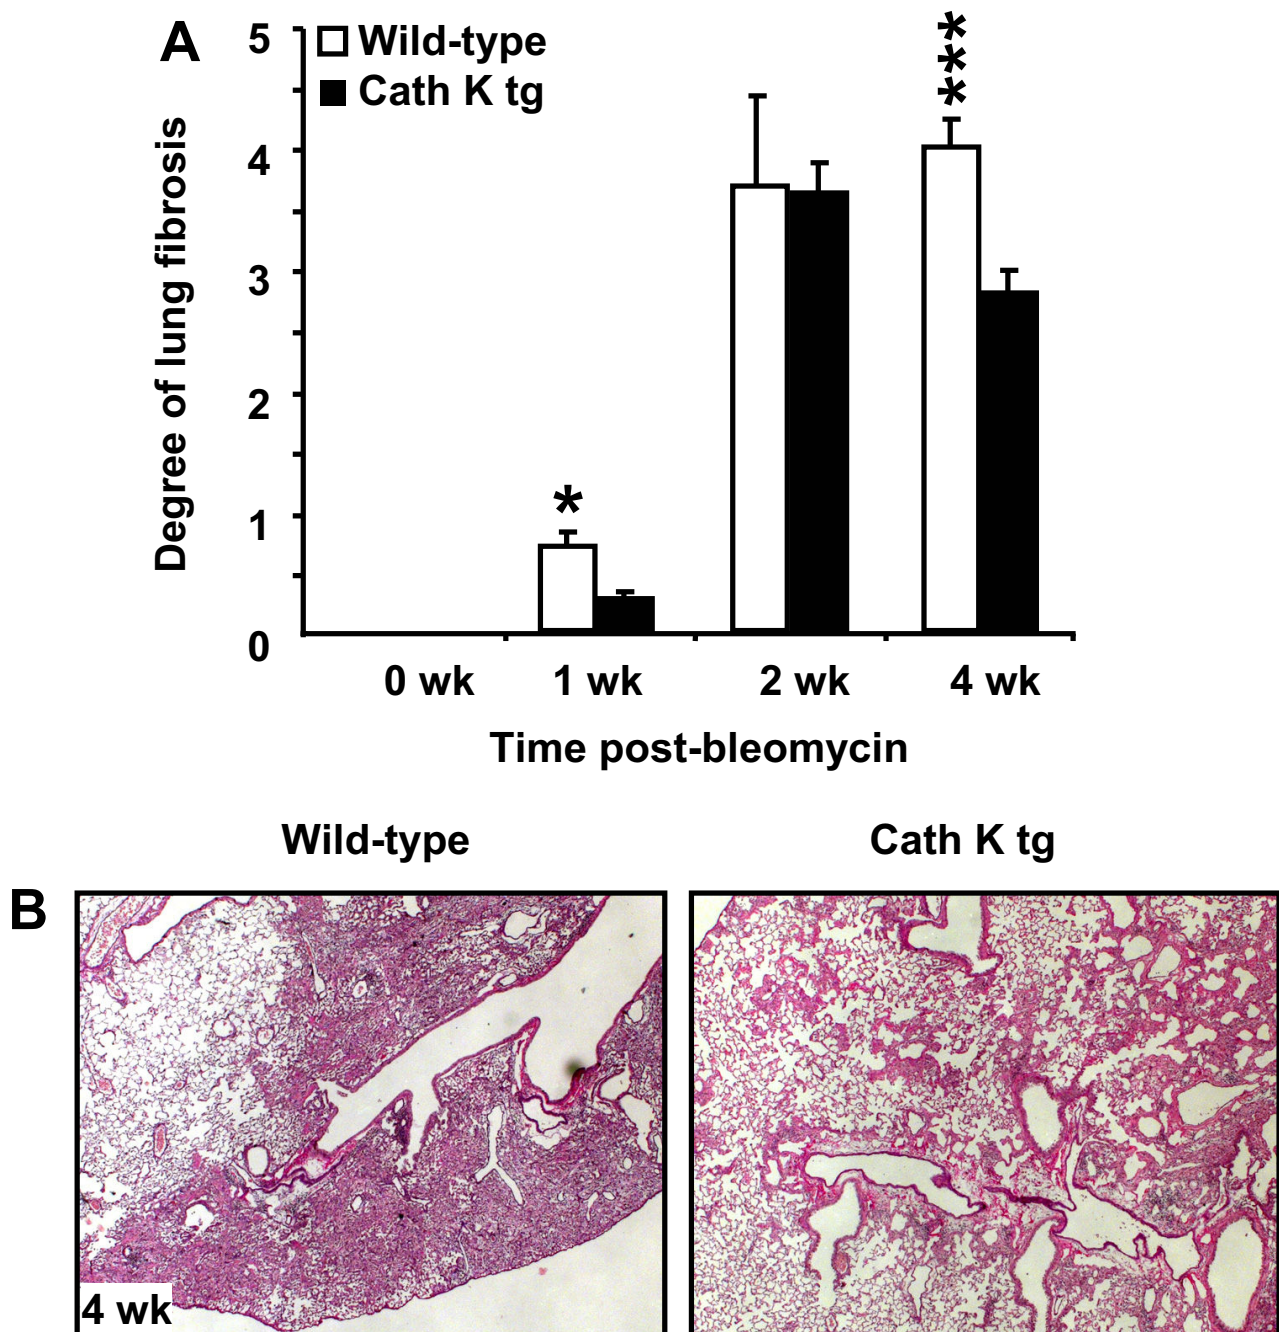 A
5
Wild-type
Cath K tg
4
3
2
1
0
Degree of lung fibrosis
***
*
0 wk 1 wk 2 wk 4 wk
Time post-bleomycin
Wild-type Cath K tg
B
4 wk